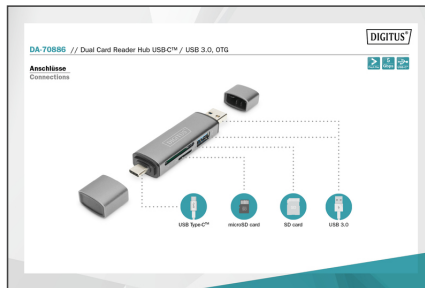 DIGITUS®
DA-70886 // Dual Card Reader Hub USB-C™ / USB 3.0, OTG
Anschlüsse
Connections
DIGITUS
USB Type-C™
microSD card
SD card
USB 3.0